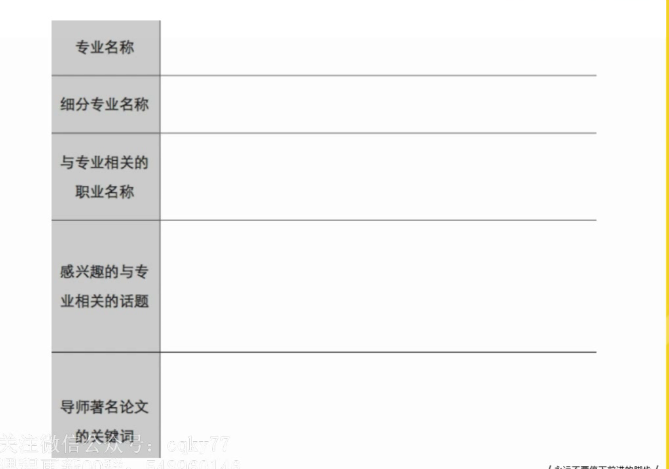 专业名称
细分专业名称
与专业相关的
职业名称
感兴趣的与专
业相关的话题
导师著名论文
的关键词
关注微信公众号：cqky77